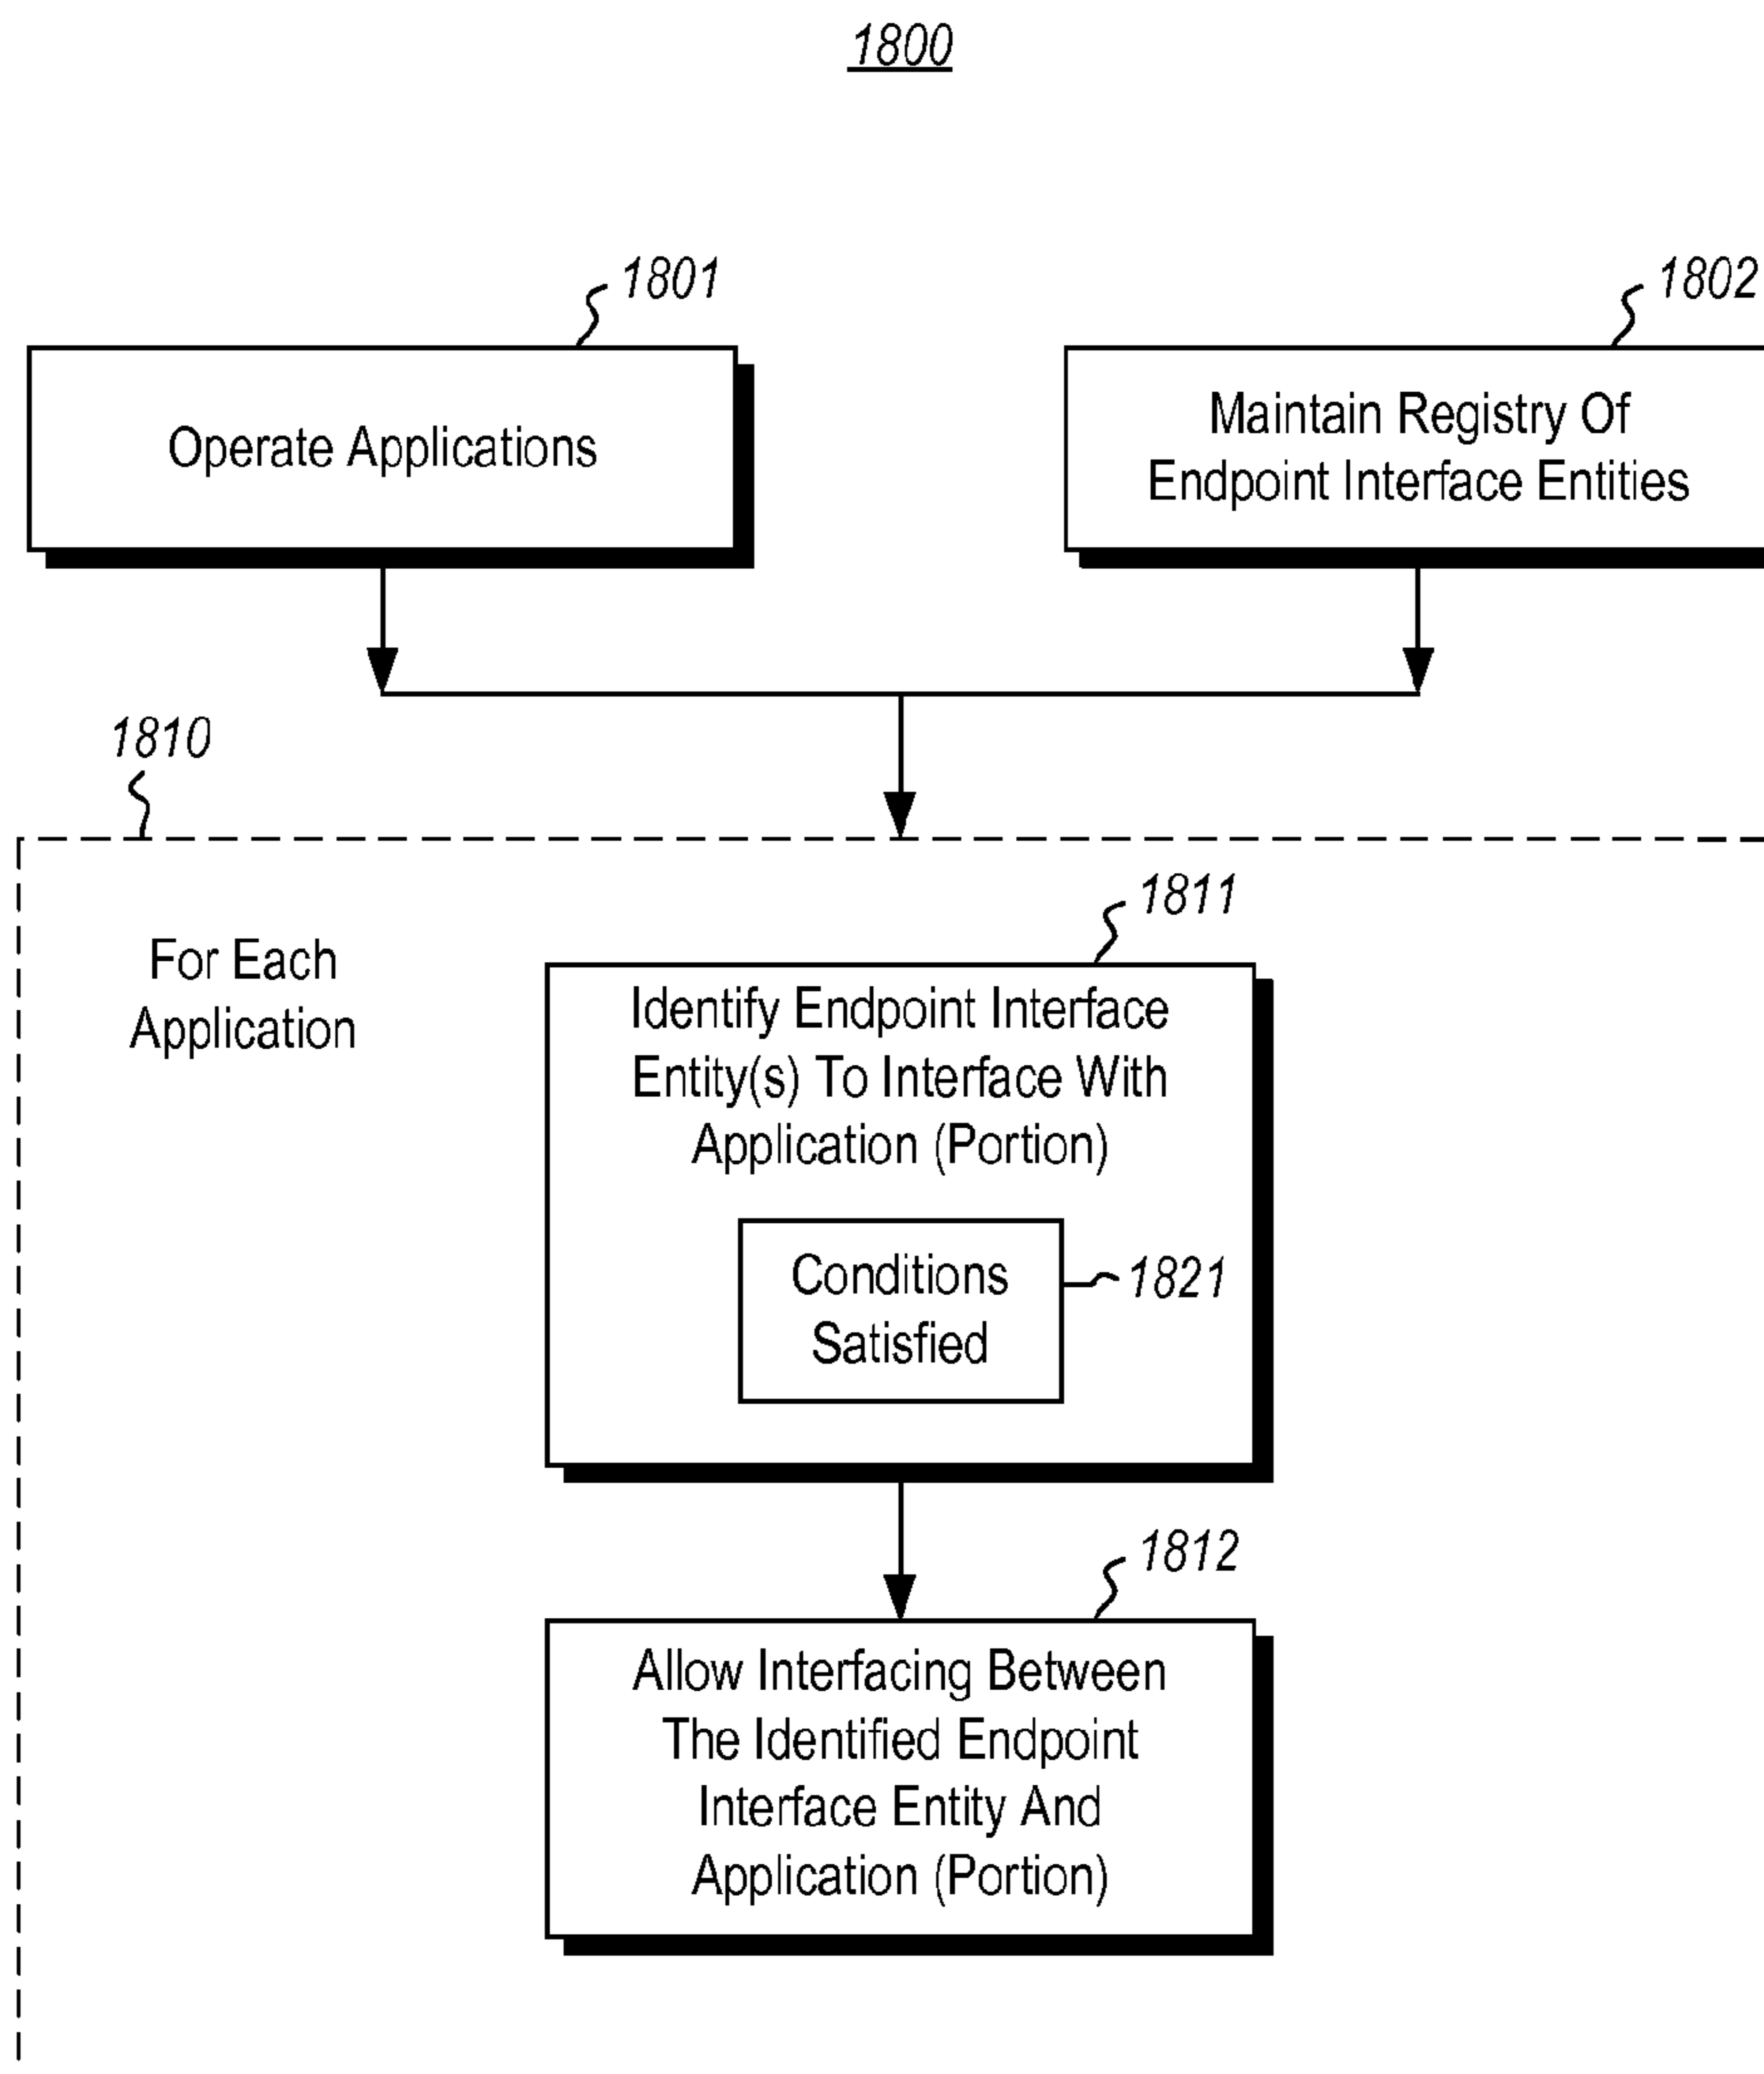 1800
1801
1802
Operate Applications
Maintain Registry Of
Endpoint Interface Entities
1810
For Each
Application
1811
Identify Endpoint Interface
Entity(s) To Interface With
Application (Portion)
Conditions
Satisfied
1821
1812
Allow Interfacing Between
The Identified Endpoint
Interface Entity And
Application (Portion)